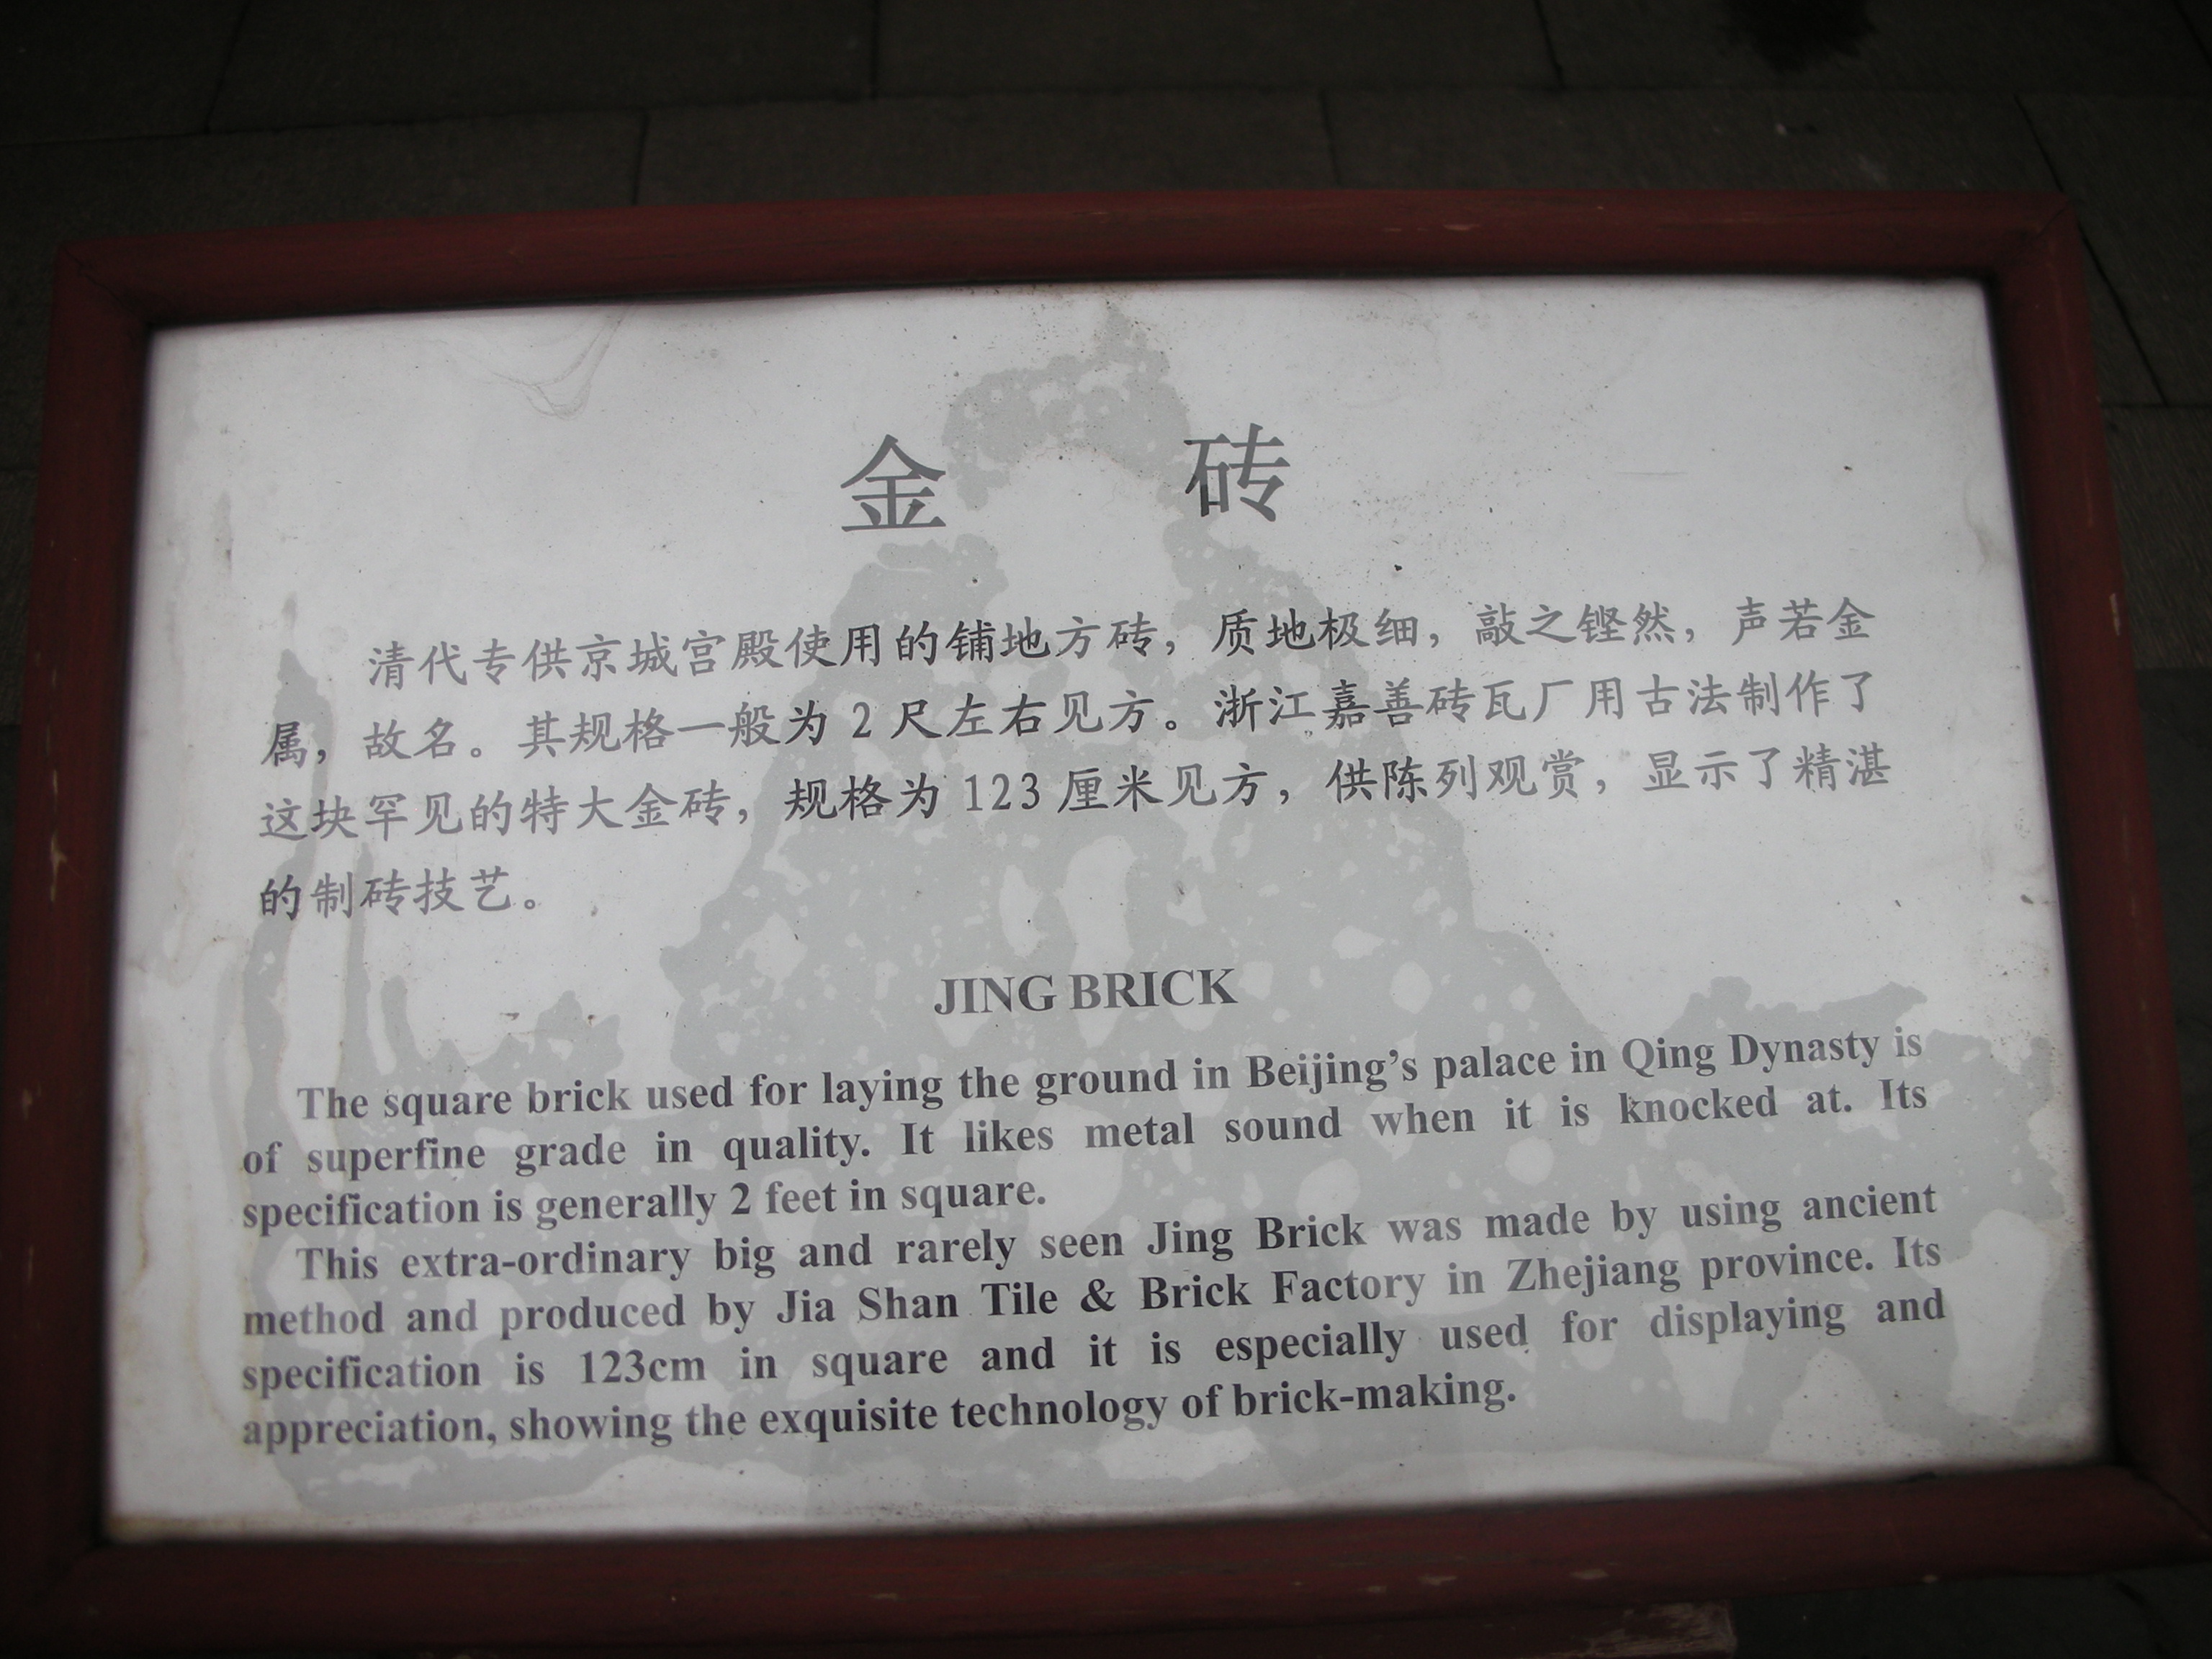 金 砖
清代专供京城宫殿使用的铺地方砖，质地极细，敲之铿然，声若金
属，故名。其规格一般为 2 尺左右见方。浙江嘉善砖瓦厂用古法制作了
这块罕见的特大金砖，规格为 123 厘米见方，供陈列观赏，显示了精湛
的制砖技艺。
JING BRICK
The square brick used for laying the ground in Beijing’s palace in Qing Dynasty is
of superfine grade in quality. It likes metal sound when it is knocked at. Its
specification is generally 2 feet in square.
This extra-ordinary big and rarely seen Jing Brick was made by using ancient
method and produced by Jia Shan Tile & Brick Factory in Zhejiang province. Its
specification is 123cm in square and it is especially used for displaying and
appreciation, showing the exquisite technology of brick-making.